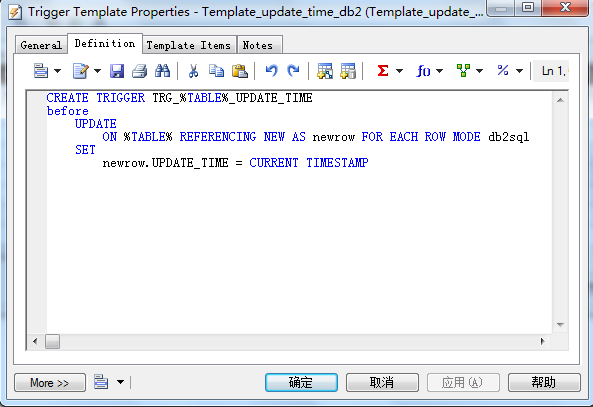 Trigger Template Properties - Template_update_time_db2 (Template_update_...
General Definition Template Items Notes
Σ fo % Ln 1,
CREATE TRIGGER TRG_%TABLE%_UPDATE_TIME
before
UPDATE
ON %TABLE% REFERENCING NEW AS newrow FOR EACH ROW MODE db2sql
SET
newrow.UPDATE_TIME = CURRENT TIMESTAMP
More >> 确定 取消 应用(A) 帮助